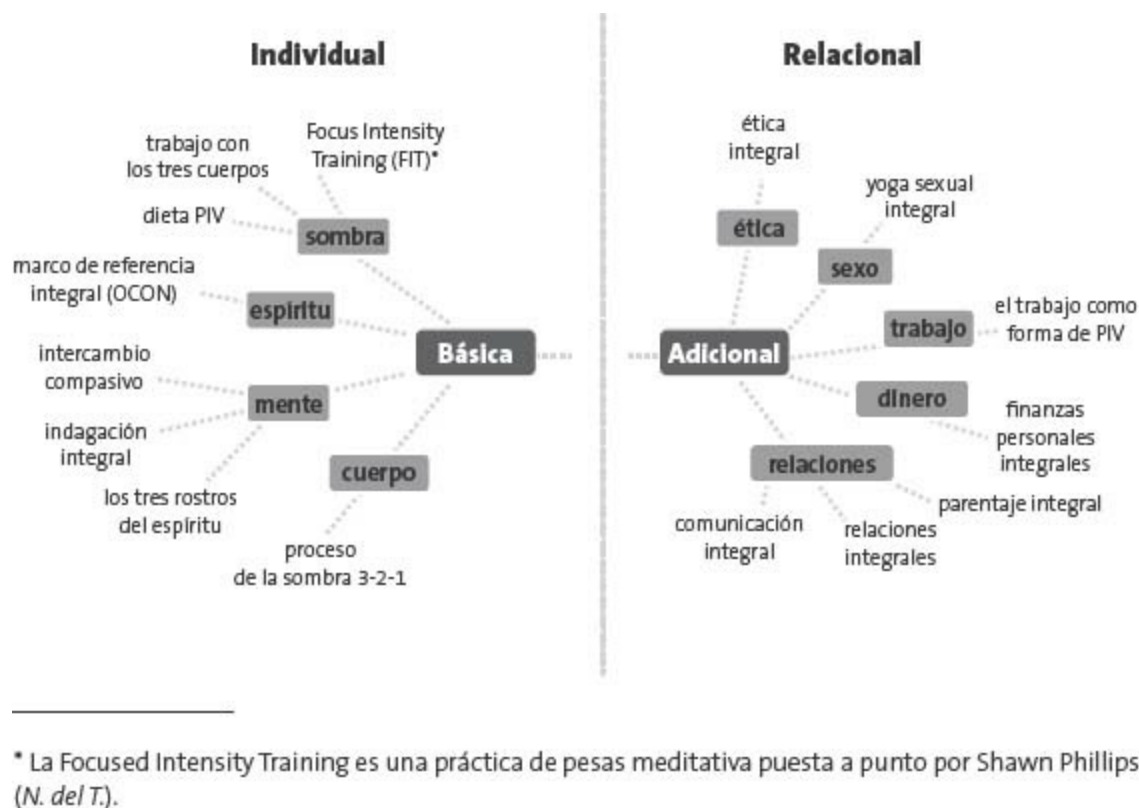 Individual
Relacional
trabajo con
los tres cuerpos
Focus Intensity
Training (FIT)*
dieta PIV
sombra
marco de referencia
integral (OCON)
espíritu
intercambio
compasivo
mente
indagación
integral
los tres rostros
del espíritu
cuerpo
proceso
de la sombra 3-2-1
Básica
Adicional
ética
integral
ética
yoga sexual
integral
sexo
trabajo
el trabajo como
forma de PIV
dinero
finanzas
personales
integrales
relaciones
parentaje integral
comunicación
integral
relaciones
integrales
* La Focused Intensity Training es una práctica de pesas meditativa puesta a punto por Shawn Phillips
(N. del T.).